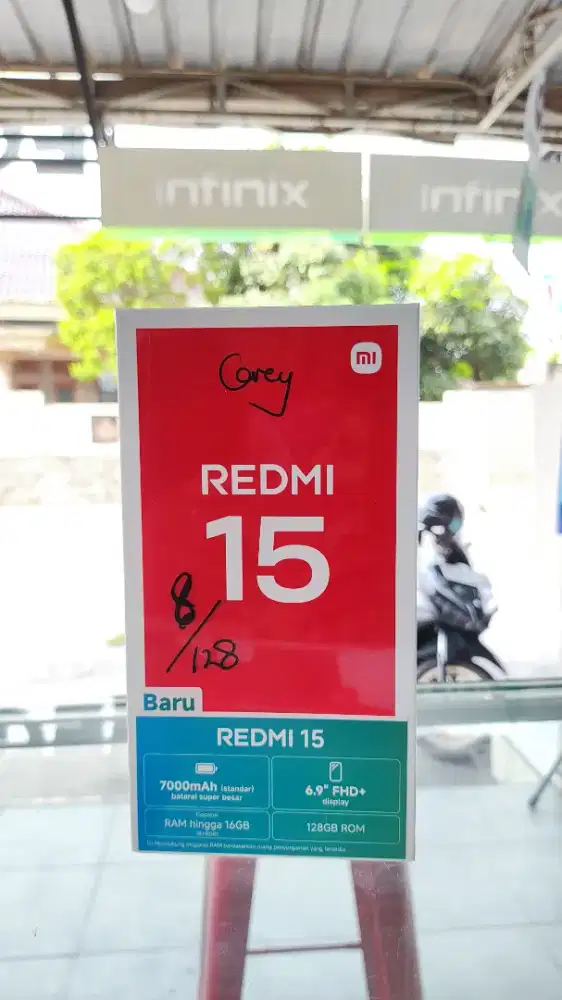 infinix
infinix
Carey
mi
REDMI
15
8/128
Baru
REDMI 15
7000mAh (standar)
baterai super besar
6.9" FHD+
display
RAM hingga 16GB
128GB ROM